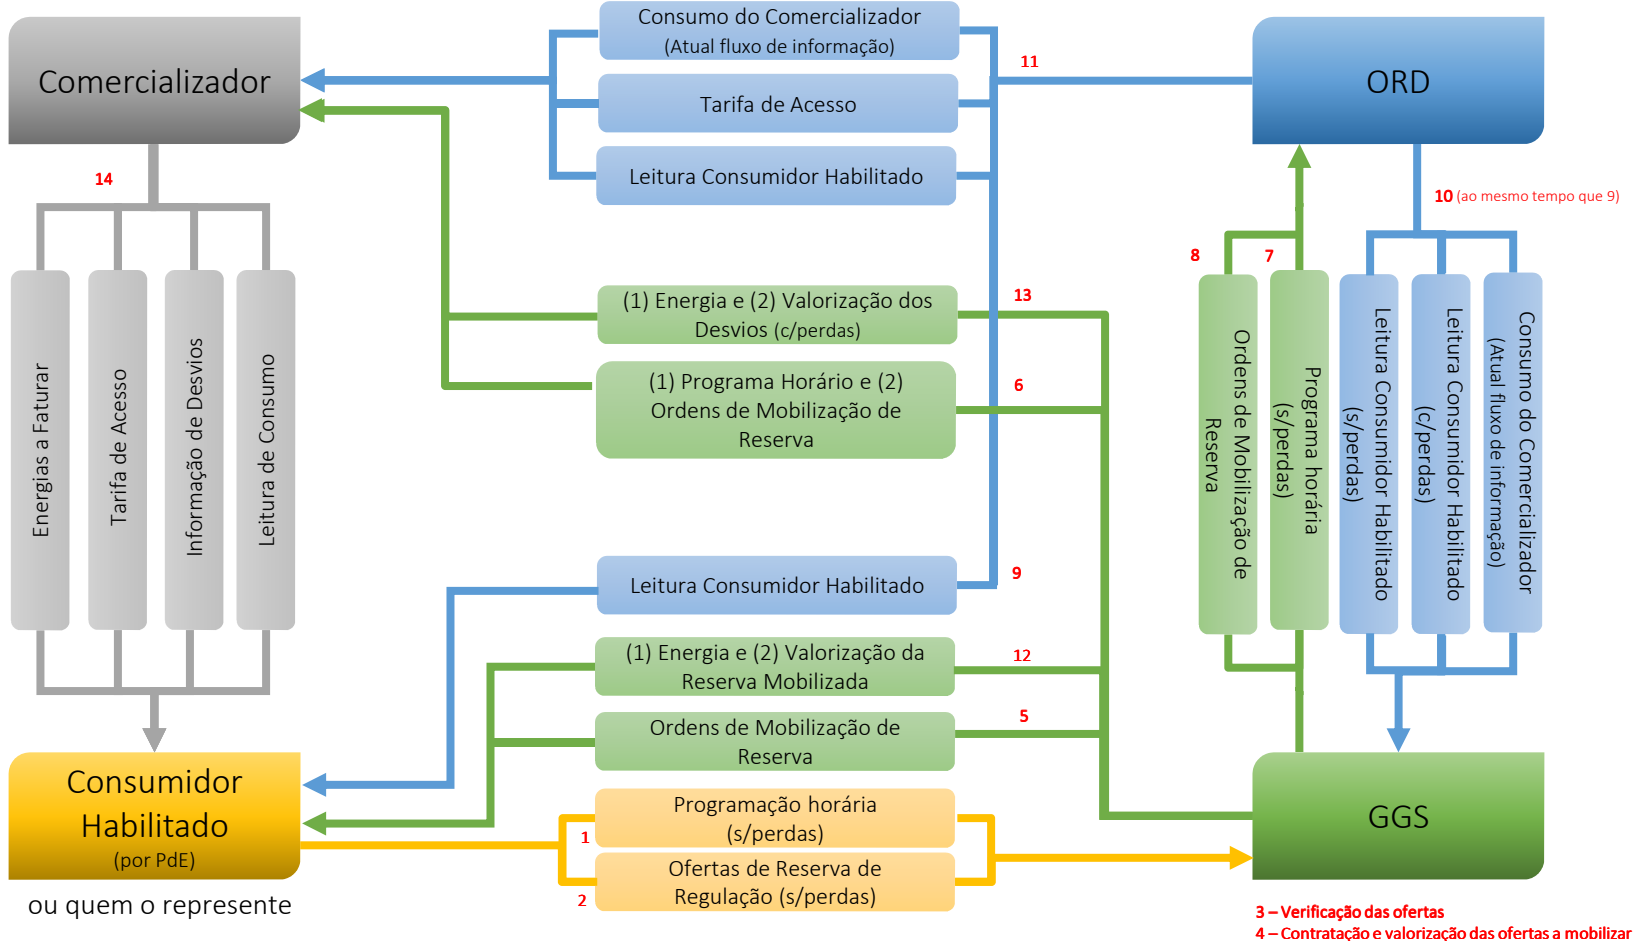 Comercializador
Consumo do Comercializador
(Atual fluxo de informação)
Tarifa de Acesso
Leitura Consumidor Habilitado
11
ORD
14
Energias a Faturar
Tarifa de Acesso
Informação de Desvios
Leitura de Consumo
(1) Energia e (2) Valorização dos
Desvios (c/perdas)
13
(1) Programa Horário e (2)
Ordens de Mobilização de
Reserva
6
10 (ao mesmo tempo que 9)
8
7
Ordens de Mobilização de
Reserva
Programa horária
(s/perdas)
Leitura Consumidor Habilitado
(s/perdas)
Leitura Consumidor Habilitado
(c/perdas)
Consumo do Comercializador
(Atual fluxo de informação)
Leitura Consumidor Habilitado
9
(1) Energia e (2) Valorização da
Reserva Mobilizada
12
Ordens de Mobilização de
Reserva
5
Consumidor
Habilitado
(por PdE)
ou quem o represente
1
Programação horária
(s/perdas)
2
Ofertas de Reserva de
Regulação (s/perdas)
GGS
3 – Verificação das ofertas
4 – Contratação e valorização das ofertas a mobilizar